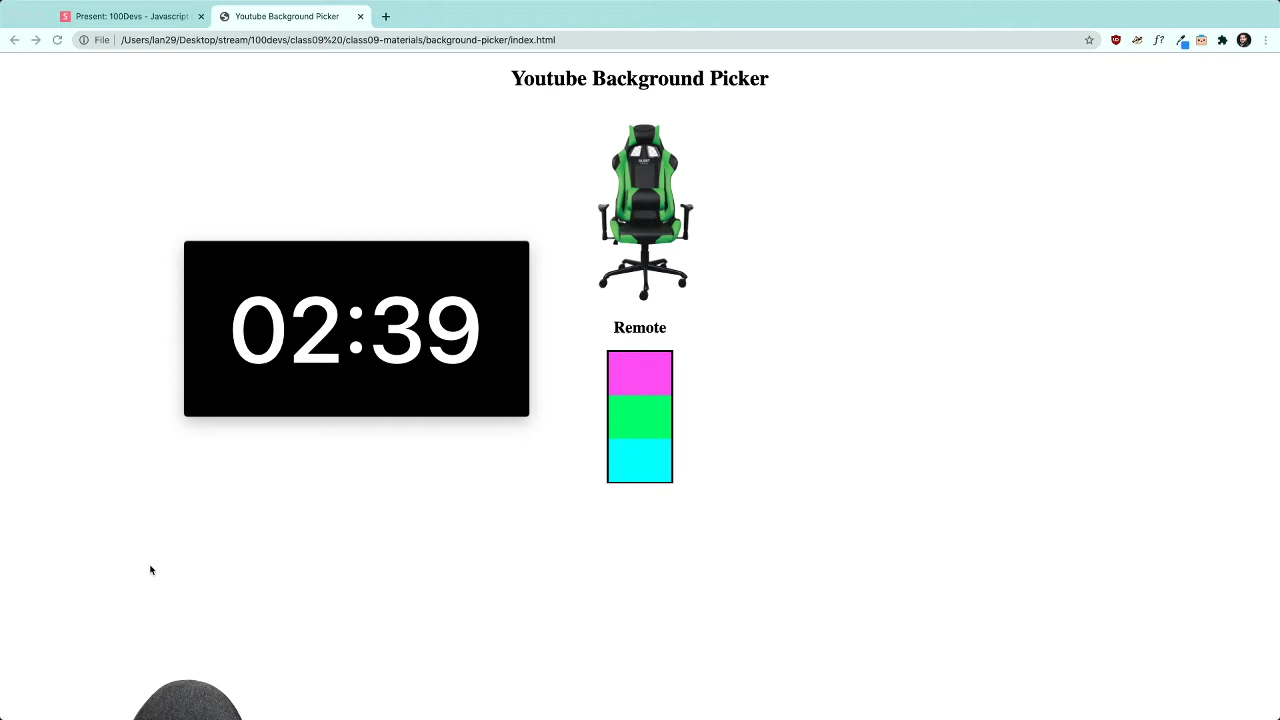 Present: 100Devs - Javascript
Youtube Background Picker
File
/Users/lan29/Desktop/stream/100devs/class09%20/class09-materials/background-picker/index.html
Youtube Background Picker
02:39
Remote